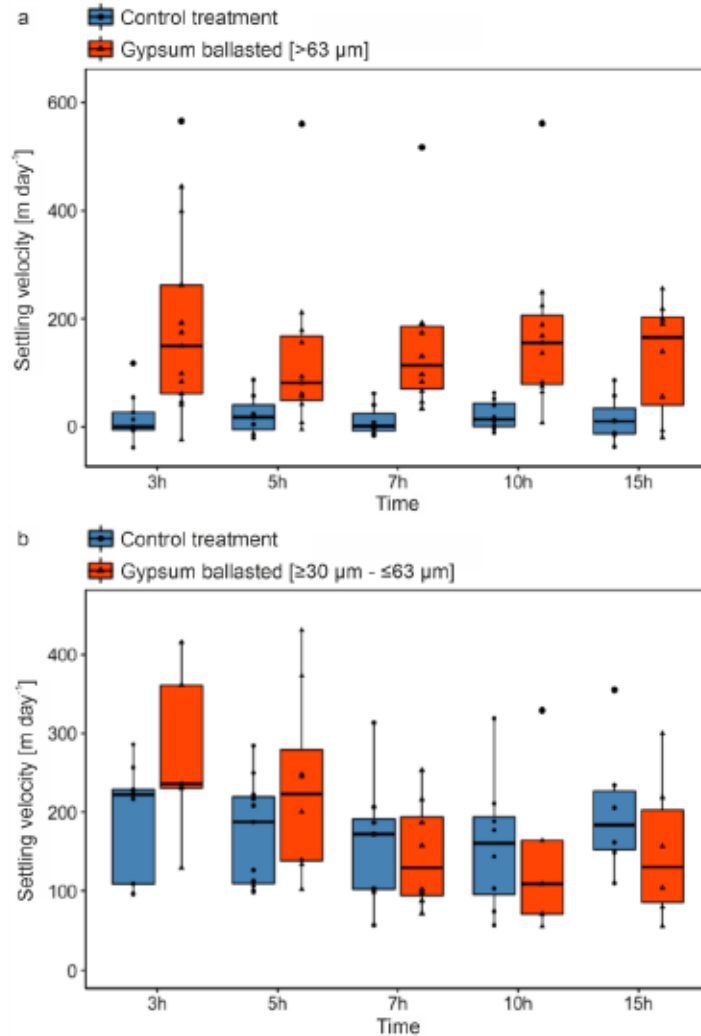 a
Control treatment
Gypsum ballasted [>63 µm]
Settling velocity [m day⁻¹]
600
400
200
0
3h 5h 7h 10h 15h
Time
b
Control treatment
Gypsum ballasted [≥30 µm - ≤63 µm]
Settling velocity [m day⁻¹]
400
300
200
100
0
3h 5h 7h 10h 15h
Time